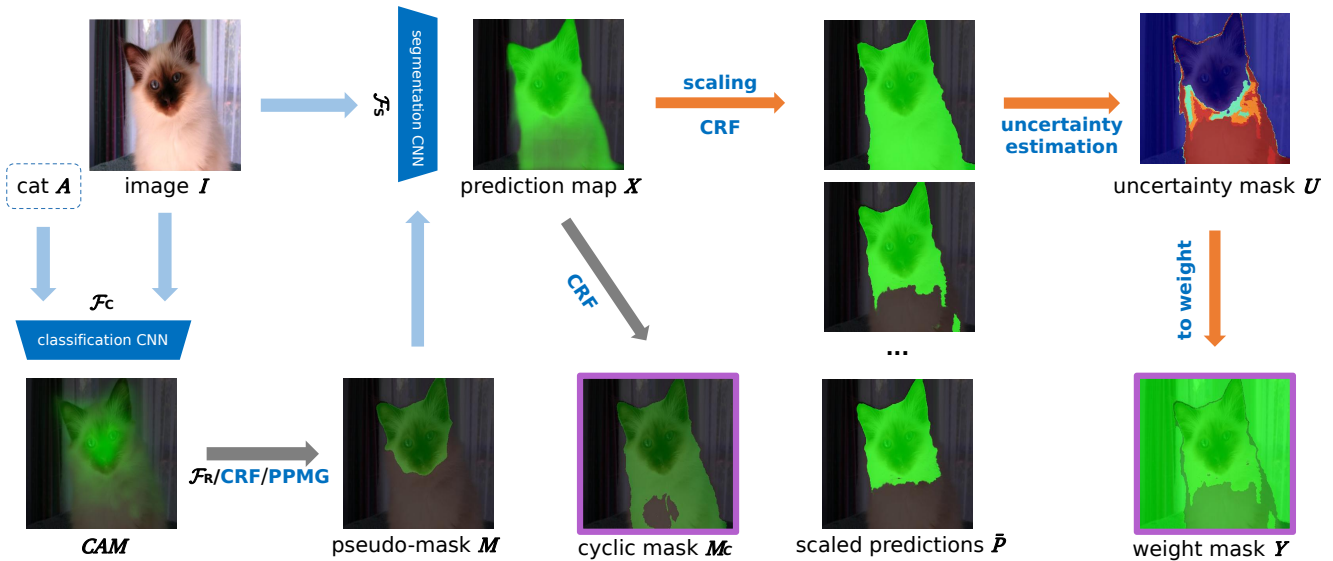 segmentation CNN
ℱS
scaling
CRF
uncertainty
estimation
cat A
image I
prediction map X
uncertainty mask U
CRF
to weight
ℱC
classification CNN
...
ℱR/CRF/PPMG
CAM
pseudo-mask M
cyclic mask Mc
scaled predictions P̄
weight mask Y